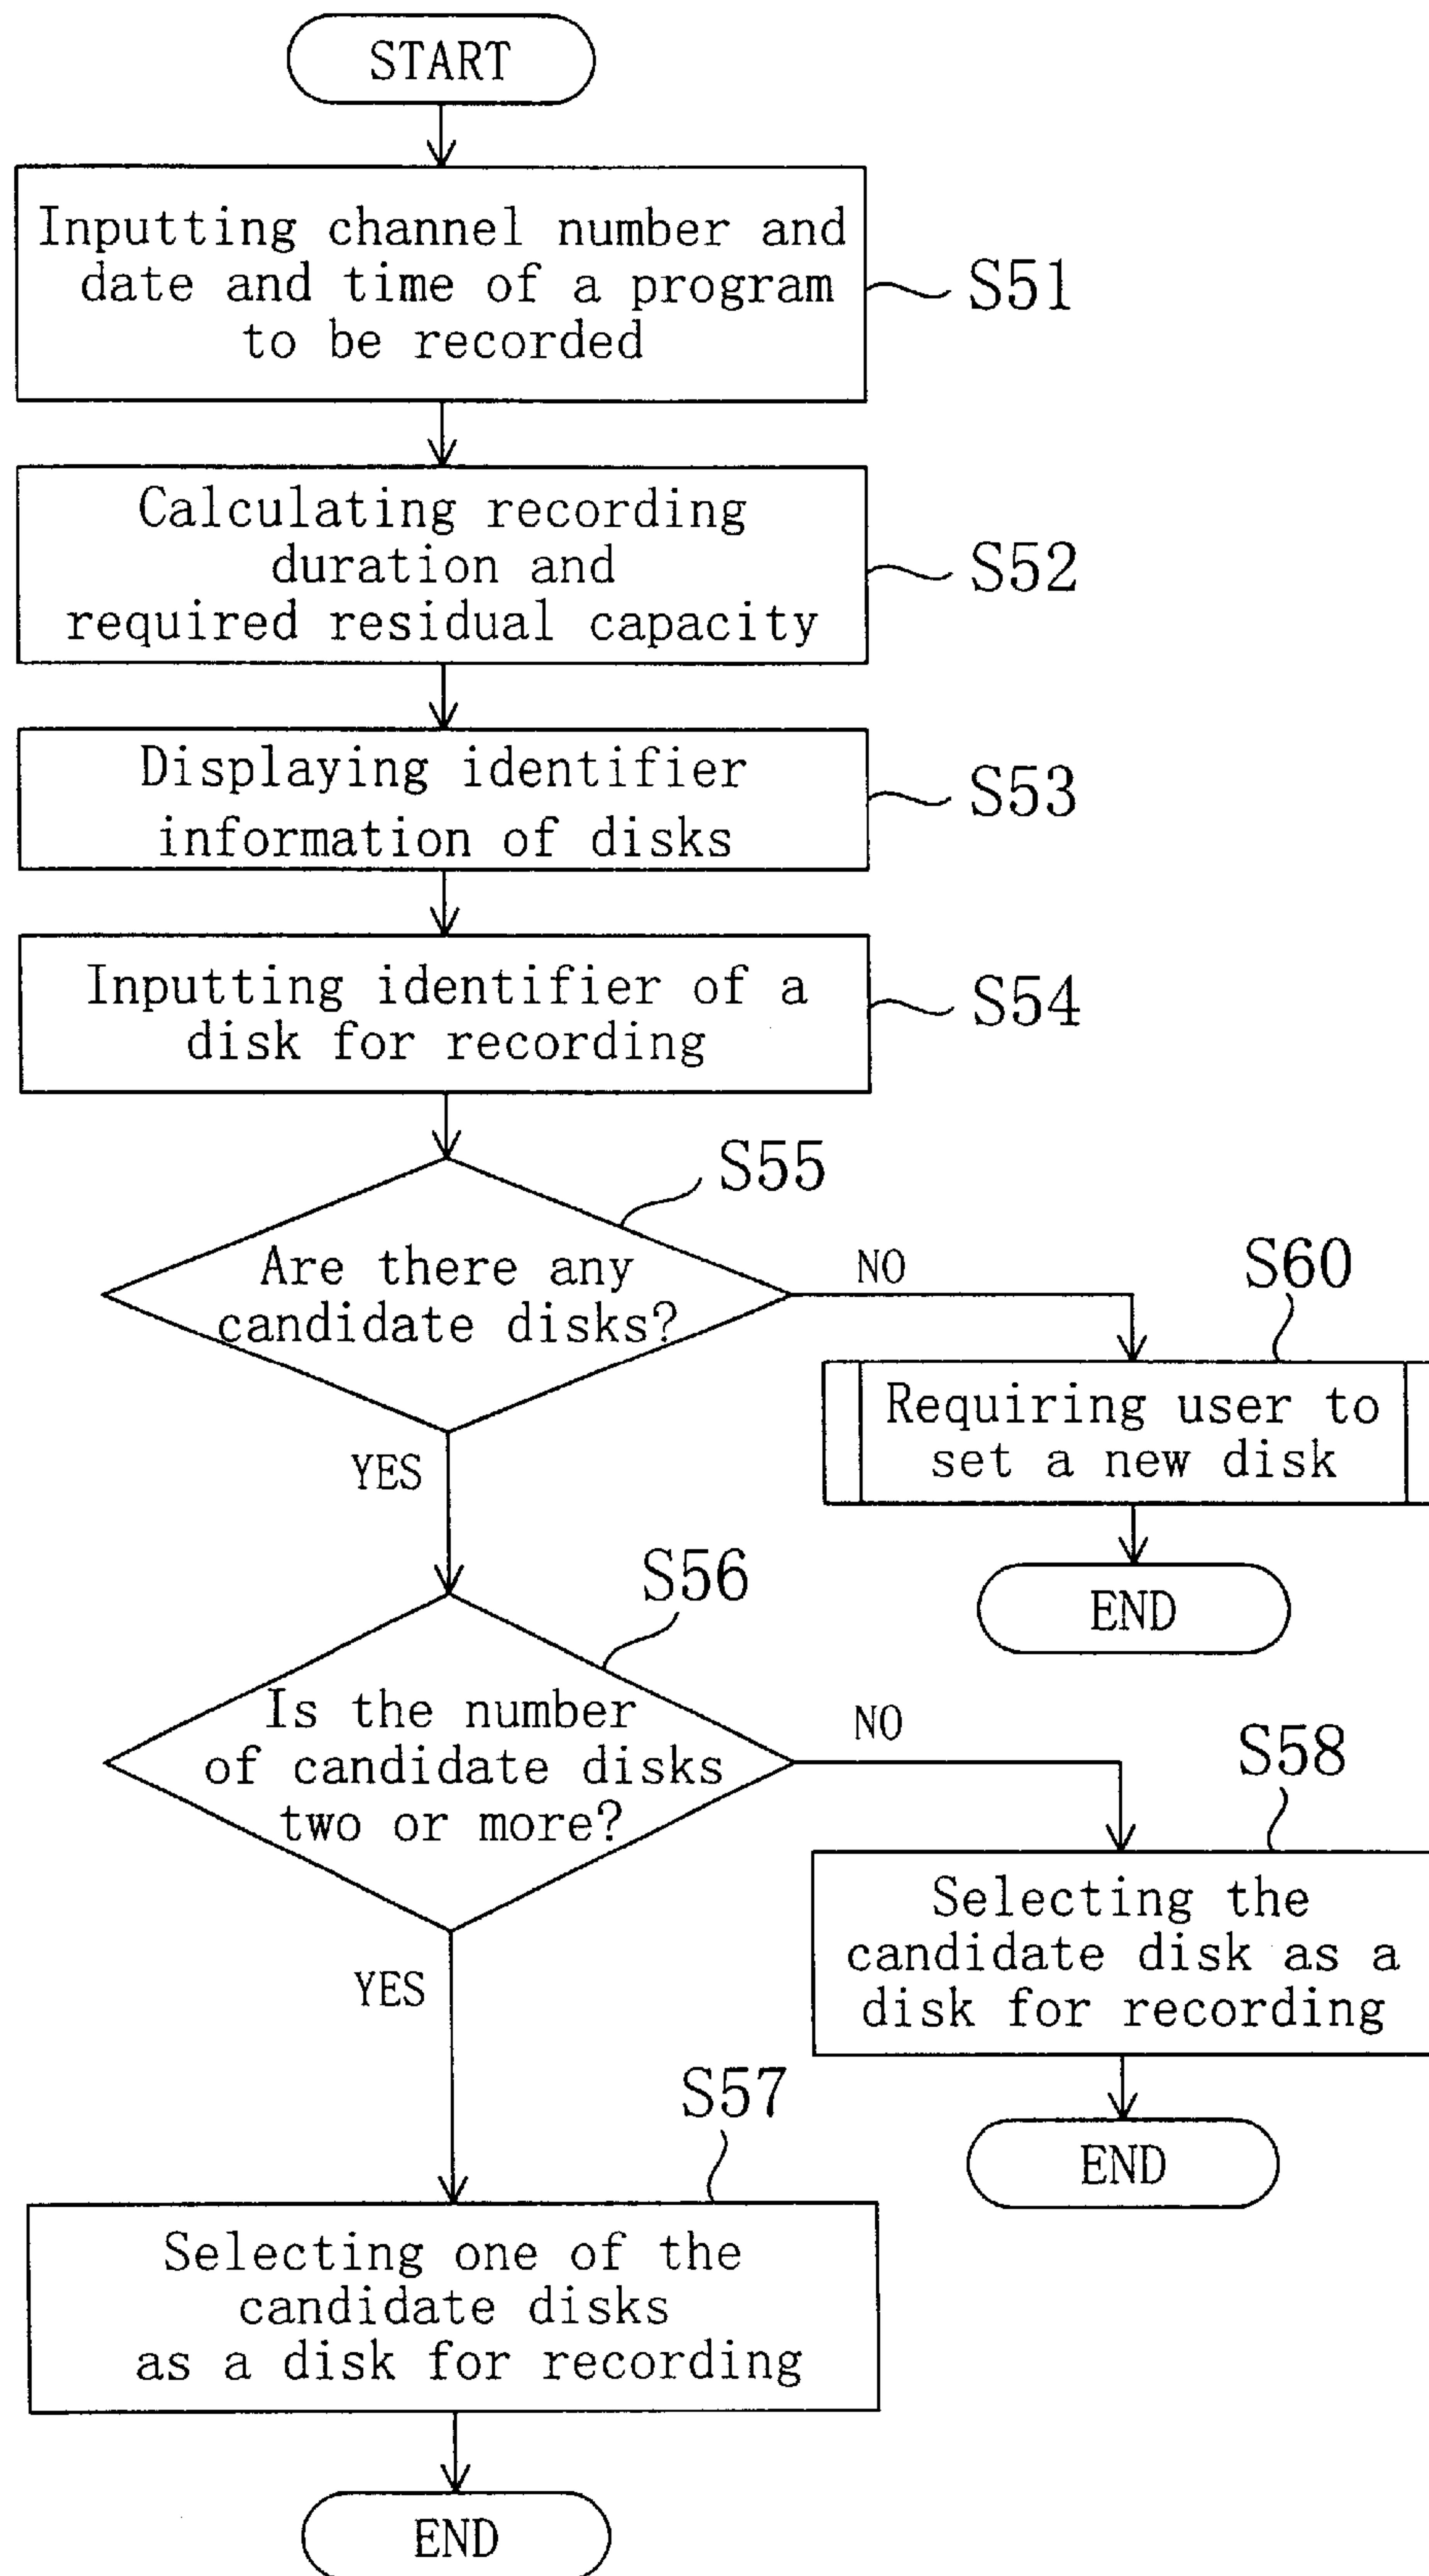 START
Inputting channel number and
date and time of a program
to be recorded
S51
Calculating recording
duration and
required residual capacity
S52
Displaying identifier
information of disks
S53
Inputting identifier of a
disk for recording
S54
S55
Are there any
candidate disks?
NO
S60
Requiring user to
set a new disk
END
YES
S56
Is the number
of candidate disks
two or more?
NO
S58
Selecting the
candidate disk as a
disk for recording
END
YES
S57
Selecting one of the
candidate disks
as a disk for recording
END